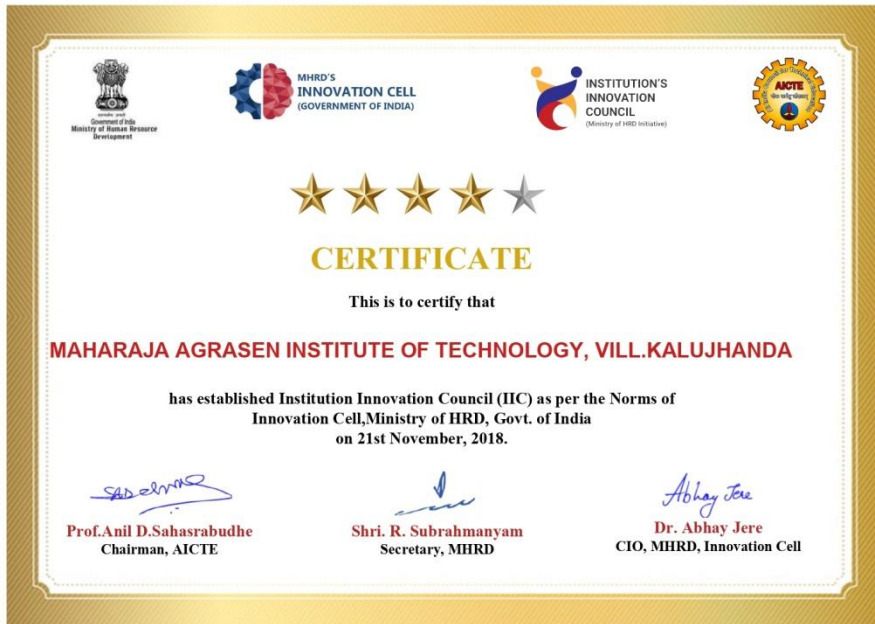 Government of India
Ministry of Human Resource
Development
MHRD'S
INNOVATION CELL
(GOVERNMENT OF INDIA)
INSTITUTION'S
INNOVATION
COUNCIL
(Ministry of HRD Initiative)
AICTE
CERTIFICATE
This is to certify that
MAHARAJA AGRASEN INSTITUTE OF TECHNOLOGY, VILL.KALUJHANDA
has established Institution Innovation Council (IIC) as per the Norms of
Innovation Cell,Ministry of HRD, Govt. of India
on 21st November, 2018.
Abhay Jere
Prof.Anil D.Sahasrabudhe
Chairman, AICTE
Shri. R. Subrahmanyam
Secretary, MHRD
Dr. Abhay Jere
CIO, MHRD, Innovation Cell